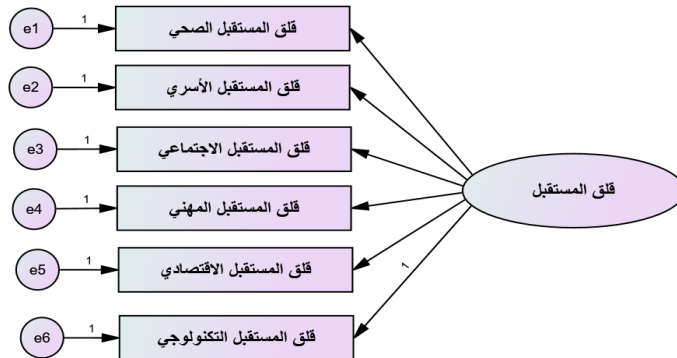 e1
1
قلق المستقبل الصحي
e2
1
قلق المستقبل الأسري
e3
1
قلق المستقبل الاجتماعي
قلق المستقبل
e4
1
قلق المستقبل المهني
e5
1
قلق المستقبل الاقتصادي
1
e6
1
قلق المستقبل التكنولوجي